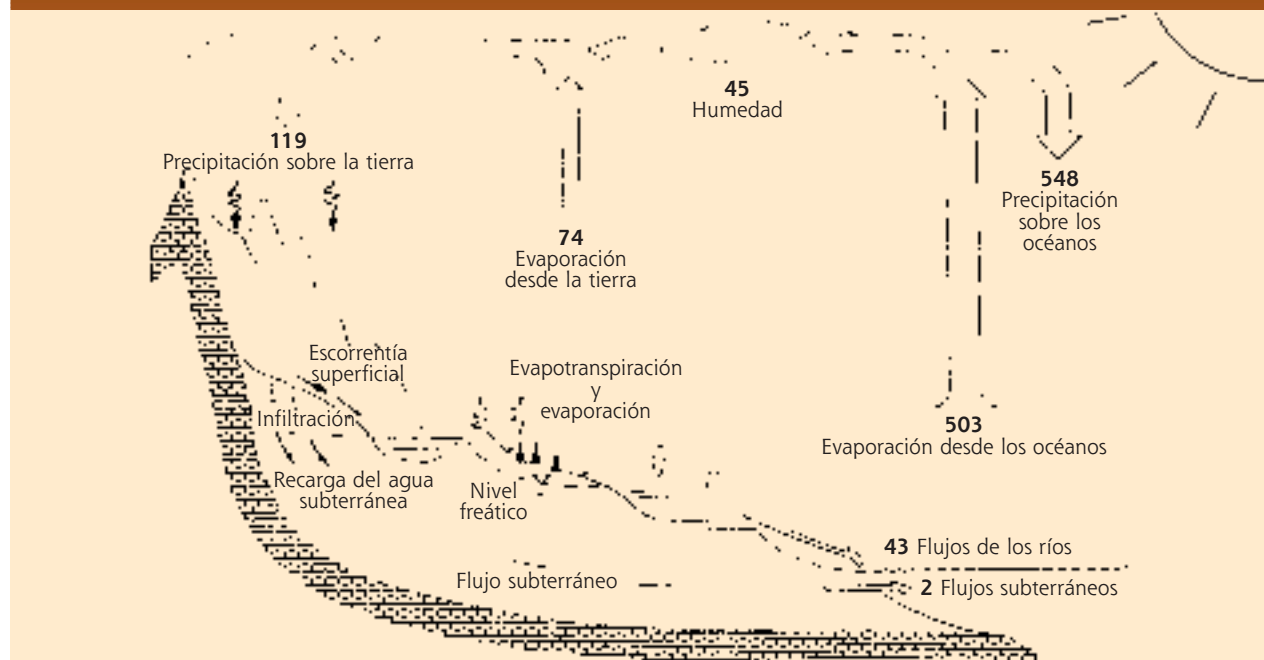 45
Humedad
119
Precipitación sobre la tierra
548
Precipitación
sobre los
océanos
74
Evaporación
desde la tierra
Escorrentía
superficial
Evapotranspiración
y
evaporación
Infiltración
503
Evaporación desde los océanos
Recarga del agua
subterránea
Nivel
freático
43 Flujos de los ríos
Flujo subterráneo
2 Flujos subterráneos